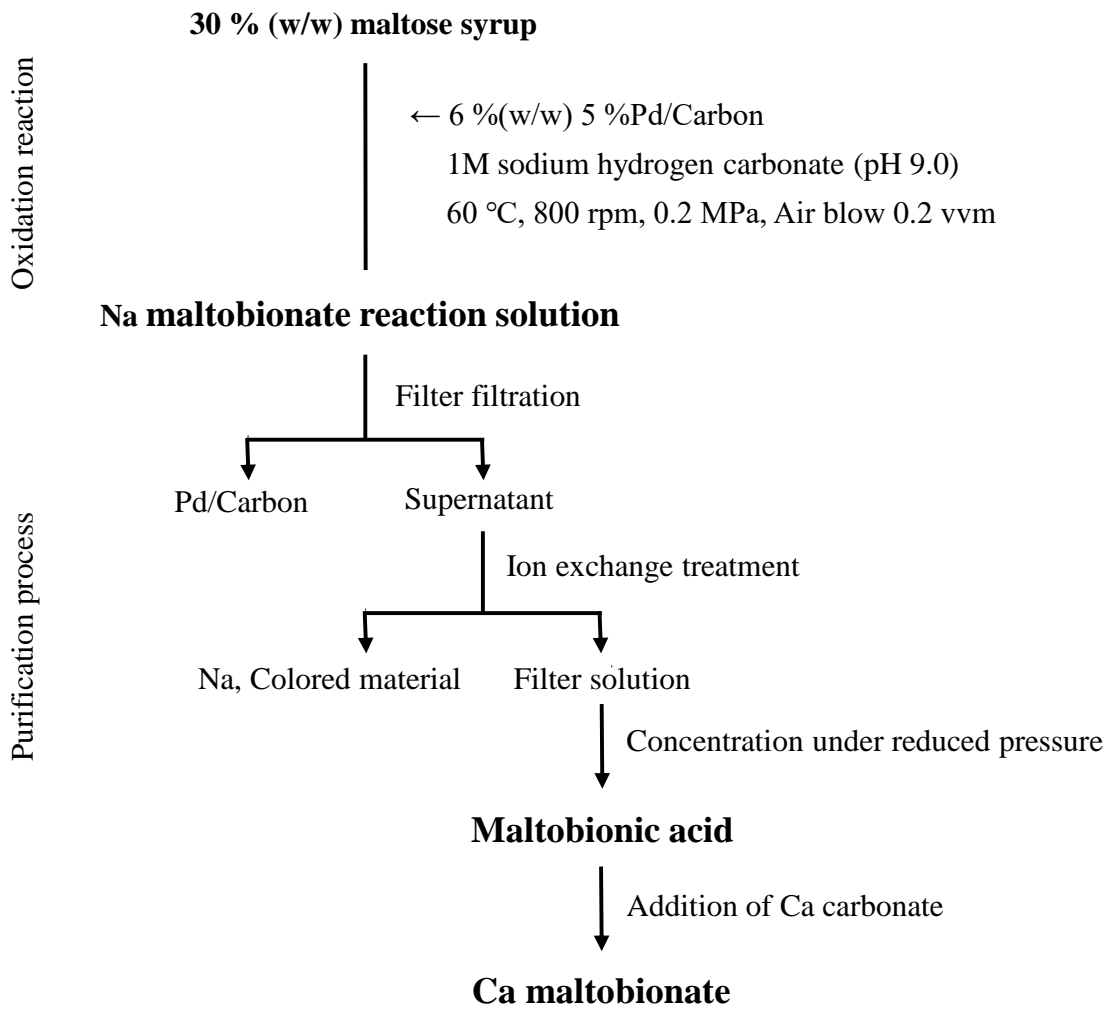 30 % (w/w) maltose syrup
Oxidation reaction
← 6 %(w/w) 5 %Pd/Carbon
1M sodium hydrogen carbonate (pH 9.0)
60 ℃, 800 rpm, 0.2 MPa, Air blow 0.2 vvm
Na maltobionate reaction solution
Purification process
Filter filtration
Pd/Carbon
Supernatant
Ion exchange treatment
Na, Colored material
Filter solution
Concentration under reduced pressure
Maltobionic acid
Addition of Ca carbonate
Ca maltobionate